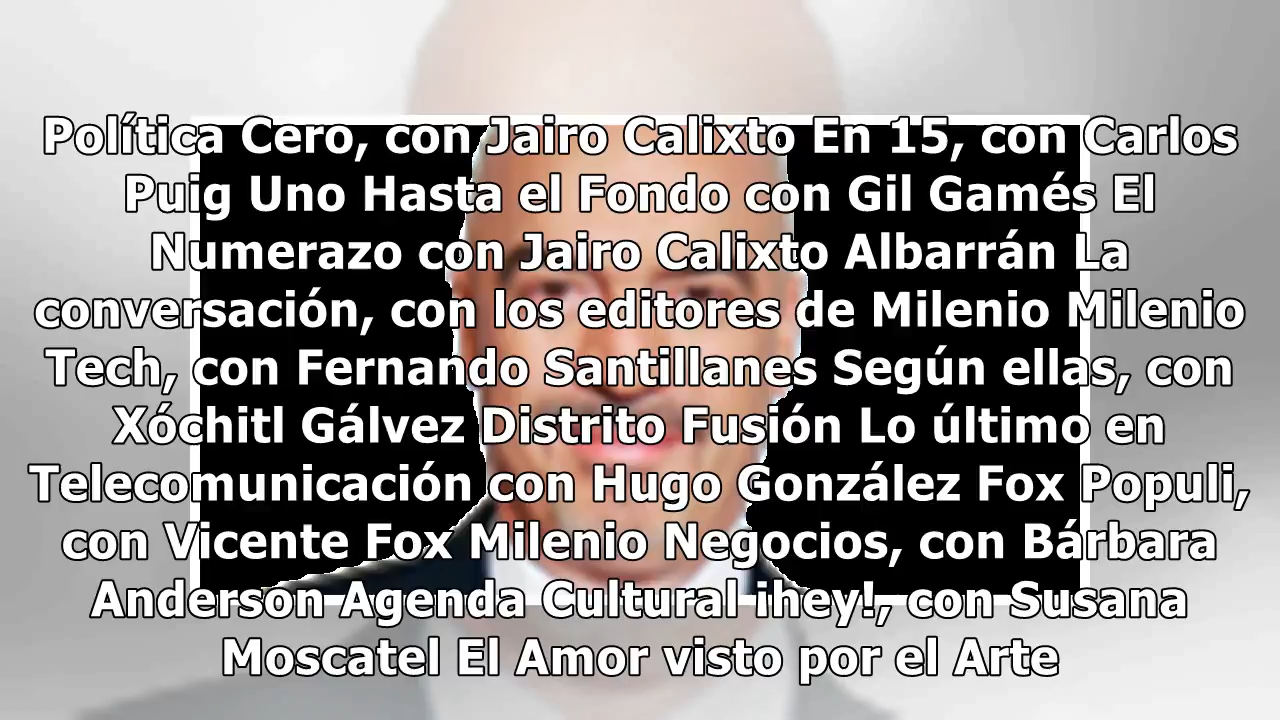 Política Cero, con Jairo Calixto En 15, con Carlos
Puig Uno Hasta el Fondo con Gil Gamés El
Numerazo con Jairo Calixto Albarrán La
conversación, con los editores de Milenio Milenio
Tech, con Fernando Santillanes Según ellas, con
Xóchitl Gálvez Distrito Fusión Lo último en
Telecomunicación con Hugo González Fox Populi,
con Vicente Fox Milenio Negocios, con Bárbara
Anderson Agenda Cultural ihey!, con Susana
Moscatel El Amor visto por el Arte